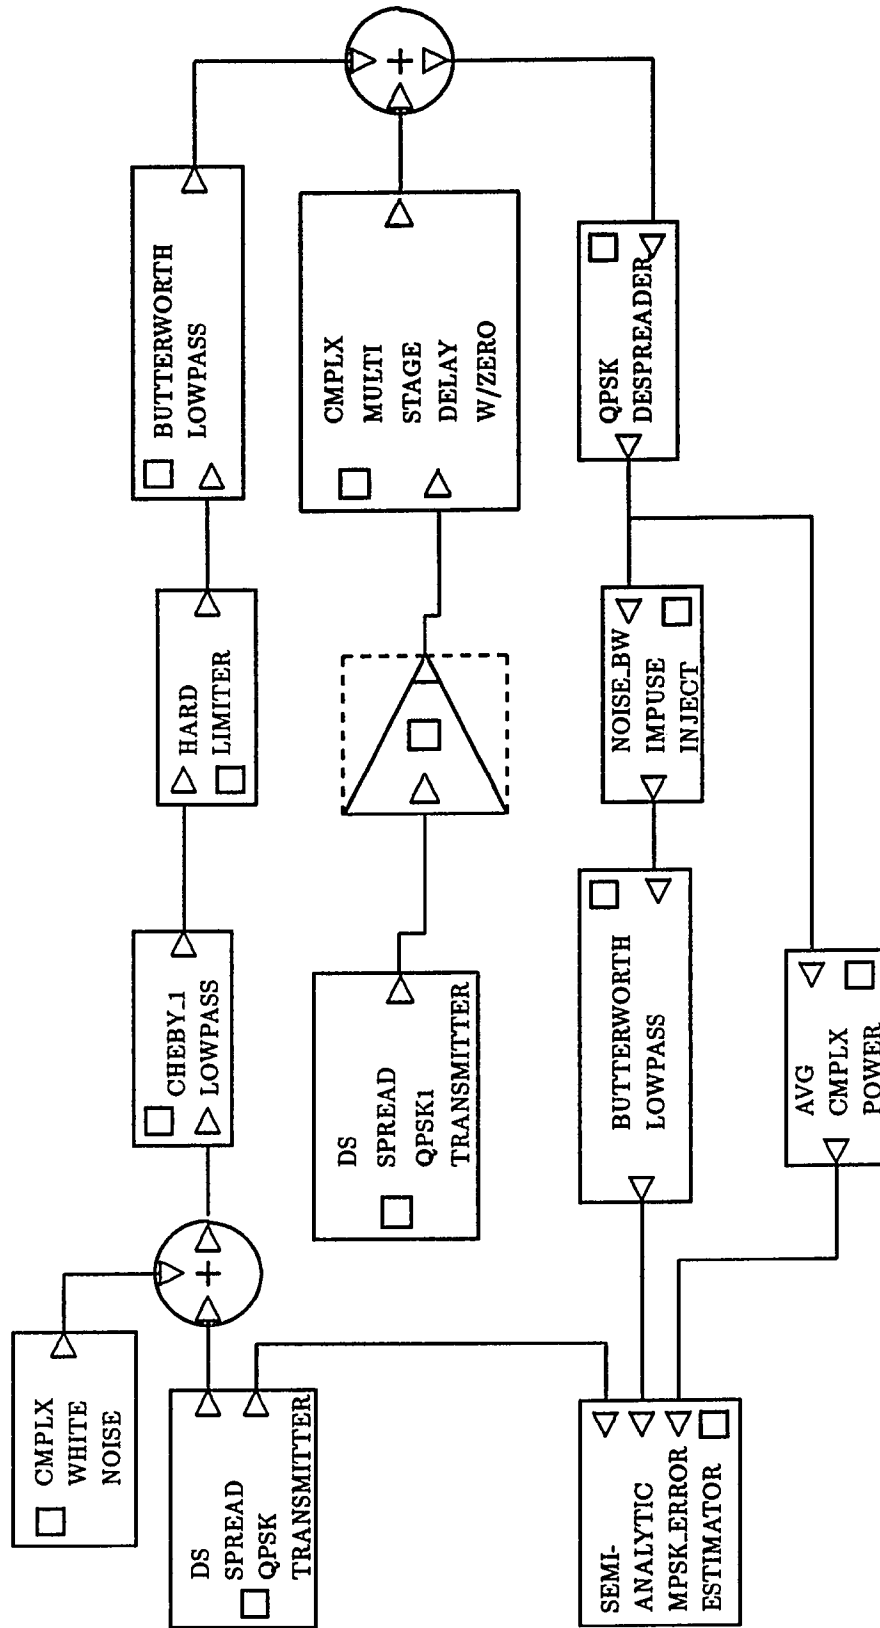 CMPLX
WHITE
NOISE
DS
SPREAD
QPSK
TRANSMITTER
+
CHEBY_1
LOWPASS
HARD
LIMITER
BUTTERWORTH
LOWPASS
DS
SPREAD
QPSK1
TRANSMITTER
CMPLX
MULTI
STAGE
DELAY
W/ZERO
+
SEMI-
ANALYTIC
MPSK_ERROR
ESTIMATOR
BUTTERWORTH
LOWPASS
NOISE_BW
IMPUSE
INJECT
QPSK
DESPREADER
AVG
CMPLX
POWER